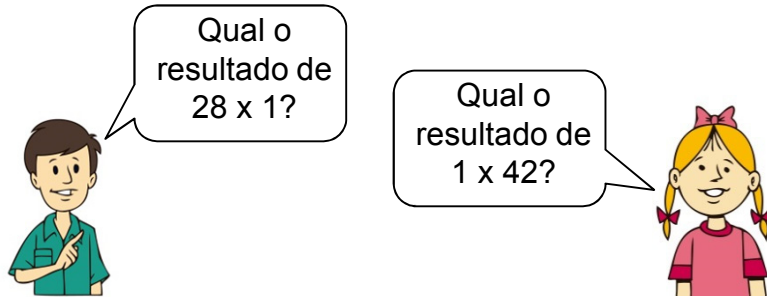 Qual o
resultado de
28 x 1?
Qual o
resultado de
1 x 42?